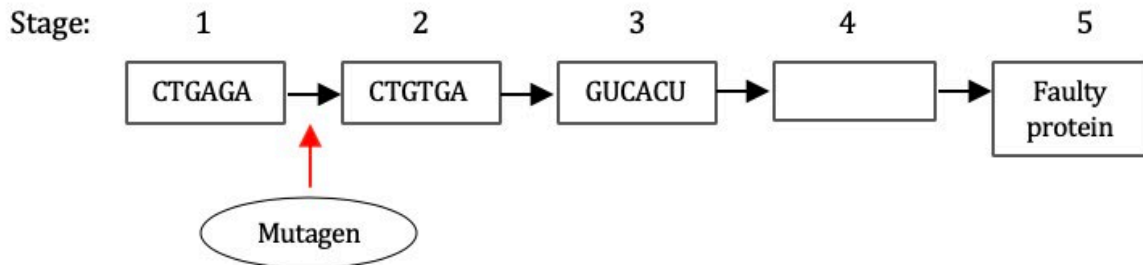 Stage: 1 2 3 4 5
CTGAGA CTGTGA GUCACU Faulty
protein
Mutagen